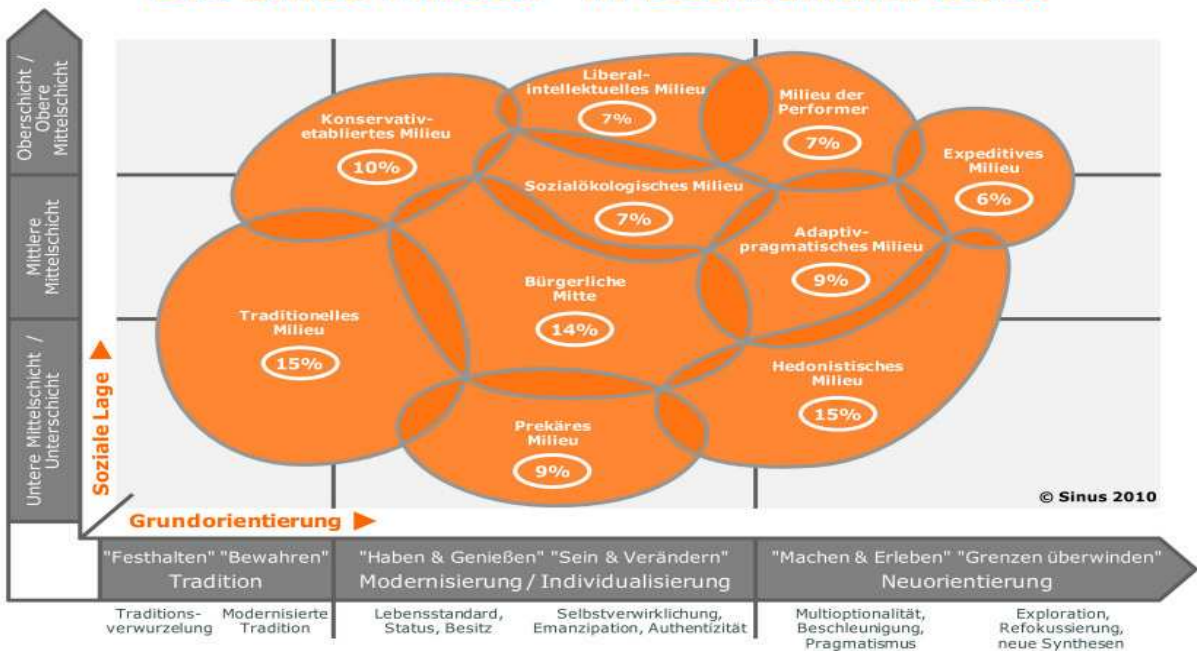 Liberal-
intellektuelles Milieu
7%
Milieu der
Performer
7%
Konservativ-
etabliertes Milieu
10%
Expeditives
Milieu
6%
Sozialökologisches Milieu
7%
Adaptiv-
pragmatisches Milieu
9%
Bürgerliche
Mitte
14%
Traditionelles
Milieu
15%
Hedonistisches
Milieu
15%
Prekäres
Milieu
9%
© Sinus 2010
Oberschicht /
Obere
Mittelschicht
Mittlere
Mittelschicht
Untere Mittelschicht /
Unterschicht
Soziale Lage
Grundorientierung
"Festhalten" "Bewahren"
Tradition
"Haben & Genießen" "Sein & Verändern"
Modernisierung / Individualisierung
"Machen & Erleben" "Grenzen überwinden"
Neuorientierung
Traditions-
verwurzelung
Modernisierte
Tradition
Lebensstandard,
Status, Besitz
Selbstverwirklichung,
Emanzipation, Authentizität
Multioptionalität,
Beschleunigung,
Pragmatismus
Exploration,
Refokussierung,
neue Synthesen